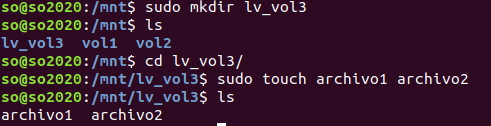 so@so2020:/mnt$ sudo mkdir lv_vol3
so@so2020:/mnt$ ls
lv_vol3  vol1  vol2
so@so2020:/mnt$ cd lv_vol3/
so@so2020:/mnt/lv_vol3$ sudo touch archivo1 archivo2
so@so2020:/mnt/lv_vol3$ ls
archivo1  archivo2